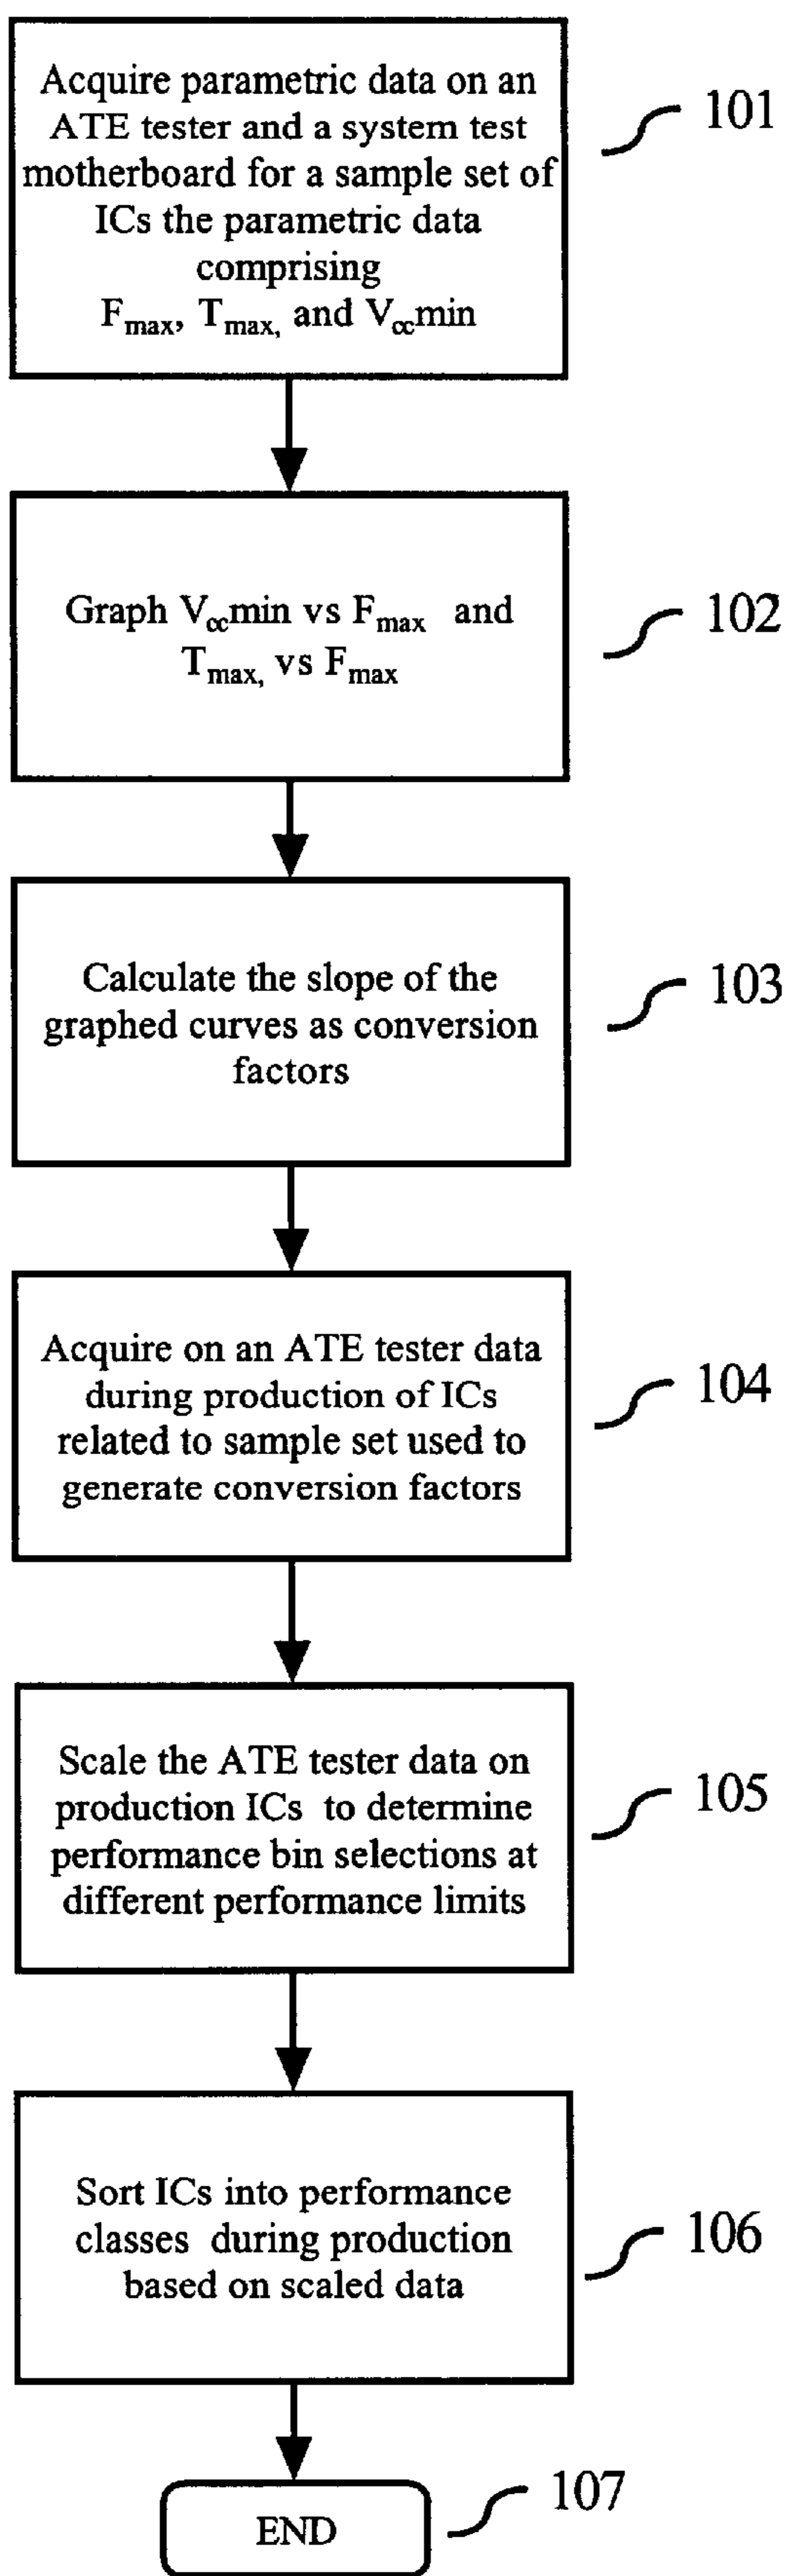 Acquire parametric data on an
ATE tester and a system test
motherboard for a sample set of
ICs the parametric data
comprising
Fmax, Tmax, and Vccmin
101
Graph Vccmin vs Fmax and
Tmax, vs Fmax
102
Calculate the slope of the
graphed curves as conversion
factors
103
Acquire on an ATE tester data
during production of ICs
related to sample set used to
generate conversion factors
104
Scale the ATE tester data on
production ICs to determine
performance bin selections at
different performance limits
105
Sort ICs into performance
classes during production
based on scaled data
106
END
107